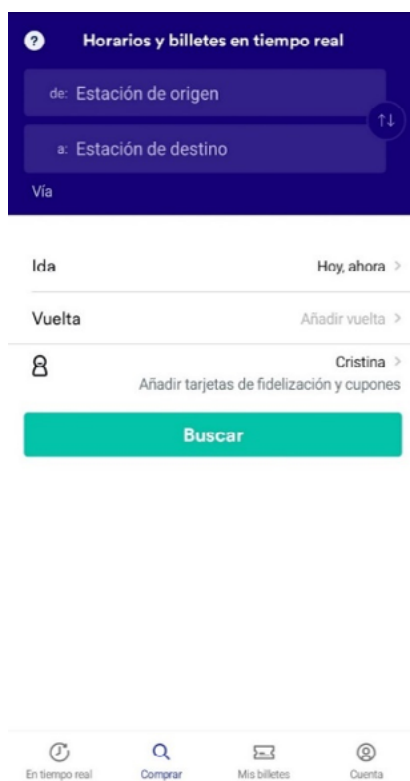 ?
Horarios y billetes en tiempo real
de: Estación de origen
a: Estación de destino
Vía
Ida
Hoy, ahora >
Vuelta
Añadir vuelta >
Cristina >
Añadir tarjetas de fidelización y cupones
Buscar
En tiempo real
Comprar
Mis billetes
Cuenta